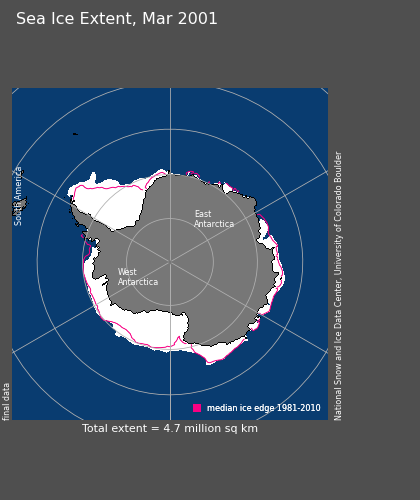 Sea Ice Extent, Mar 2001
South America
East
Antarctica
West
Antarctica
National Snow and Ice Data Center, University of Colorado Boulder
final data
median ice edge 1981-2010
Total extent = 4.7 million sq km